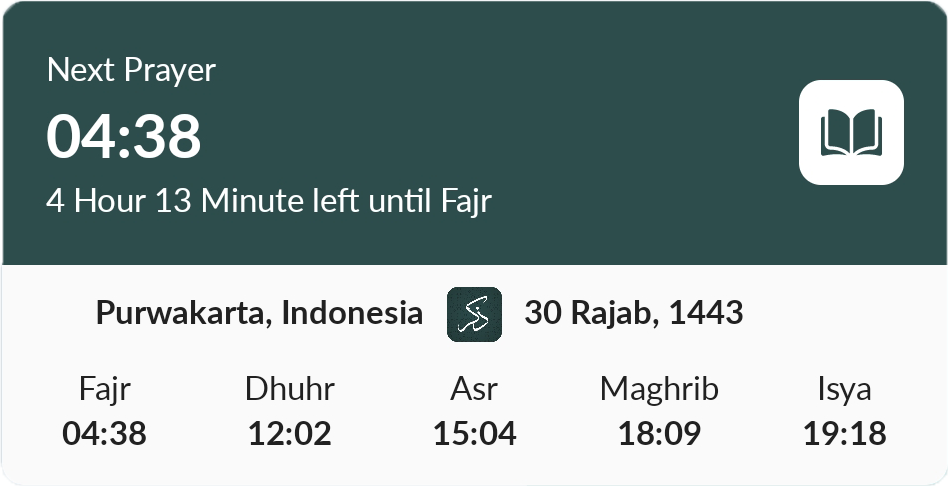 Next Prayer
04:38
4 Hour 13 Minute left until Fajr
Purwakarta, Indonesia 30 Rajab, 1443
Fajr Dhuhr Asr Maghrib Isya
04:38 12:02 15:04 18:09 19:18